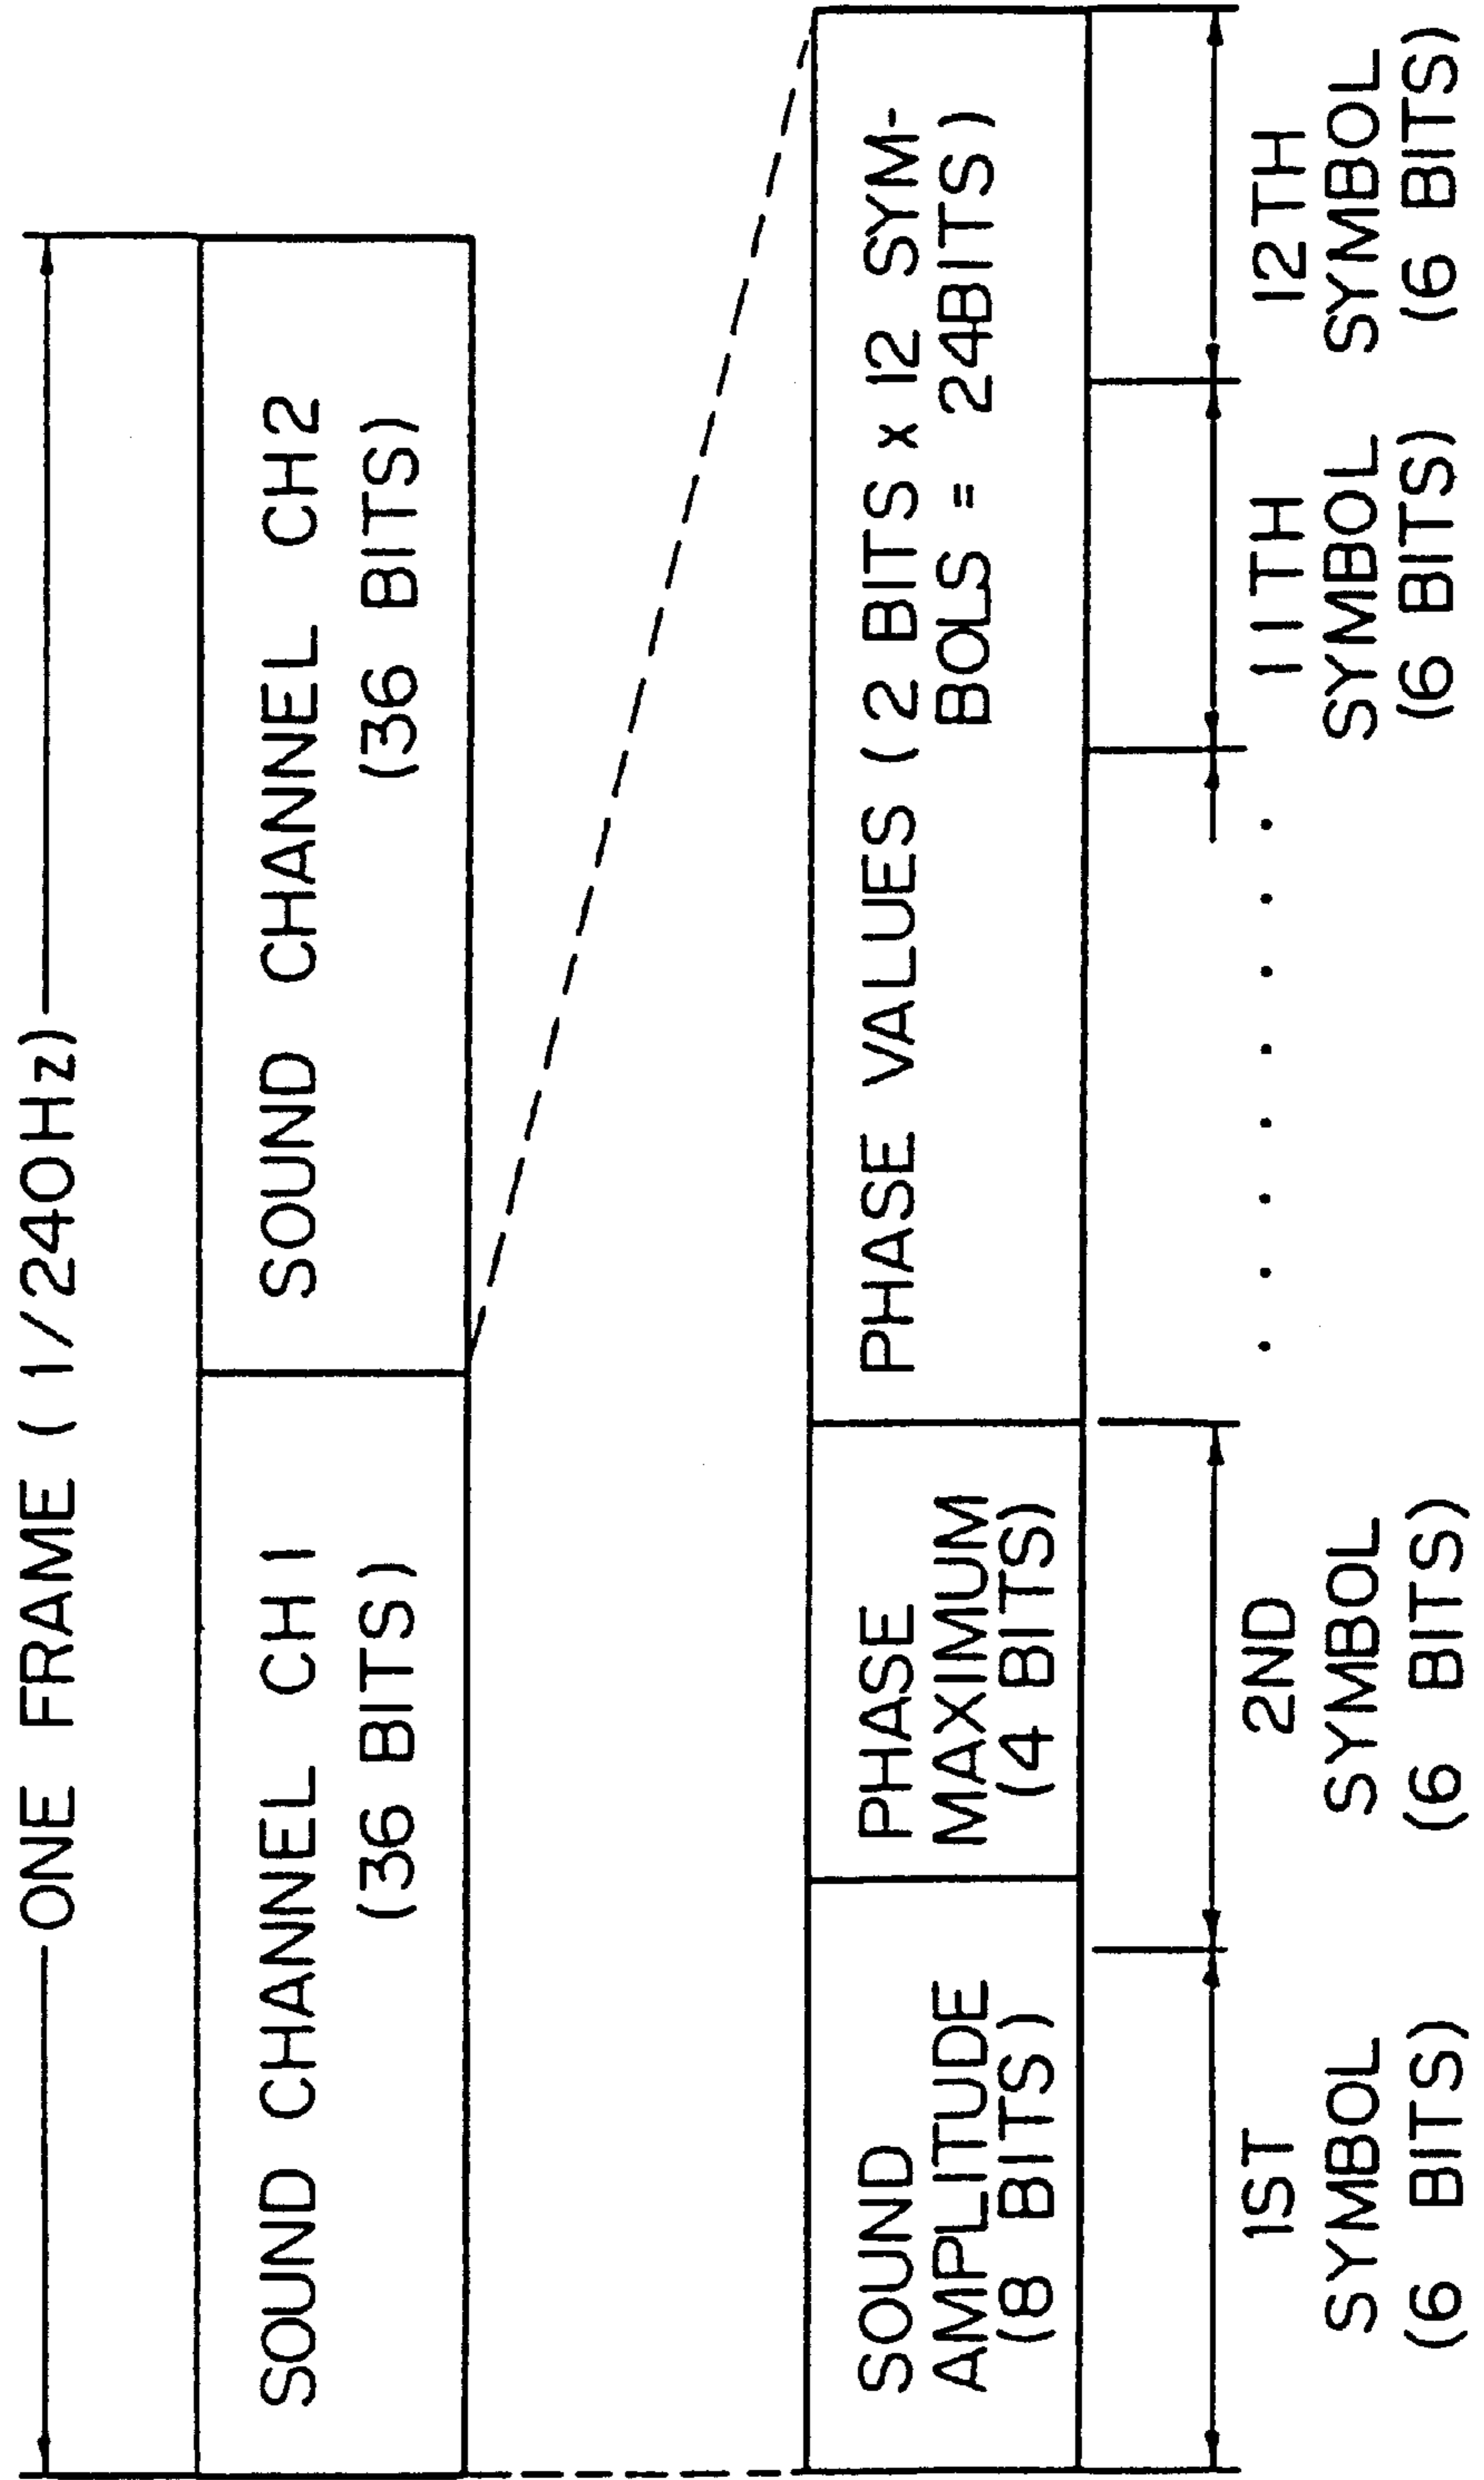 ONE FRAME (1/240Hz)
SOUND CHANNEL CH1
(36 BITS)
SOUND CHANNEL CH2
(36 BITS)
SOUND
AMPLITUDE
(8 BITS)
PHASE
MAXIMUM
(4 BITS)
PHASE VALUES (2 BITS x 12 SYM-
BOLS = 24BITS)
1ST
SYMBOL
(6 BITS)
2ND
SYMBOL
(6 BITS)
........
11TH
SYMBOL
(6 BITS)
12TH
SYMBOL
(6 BITS)